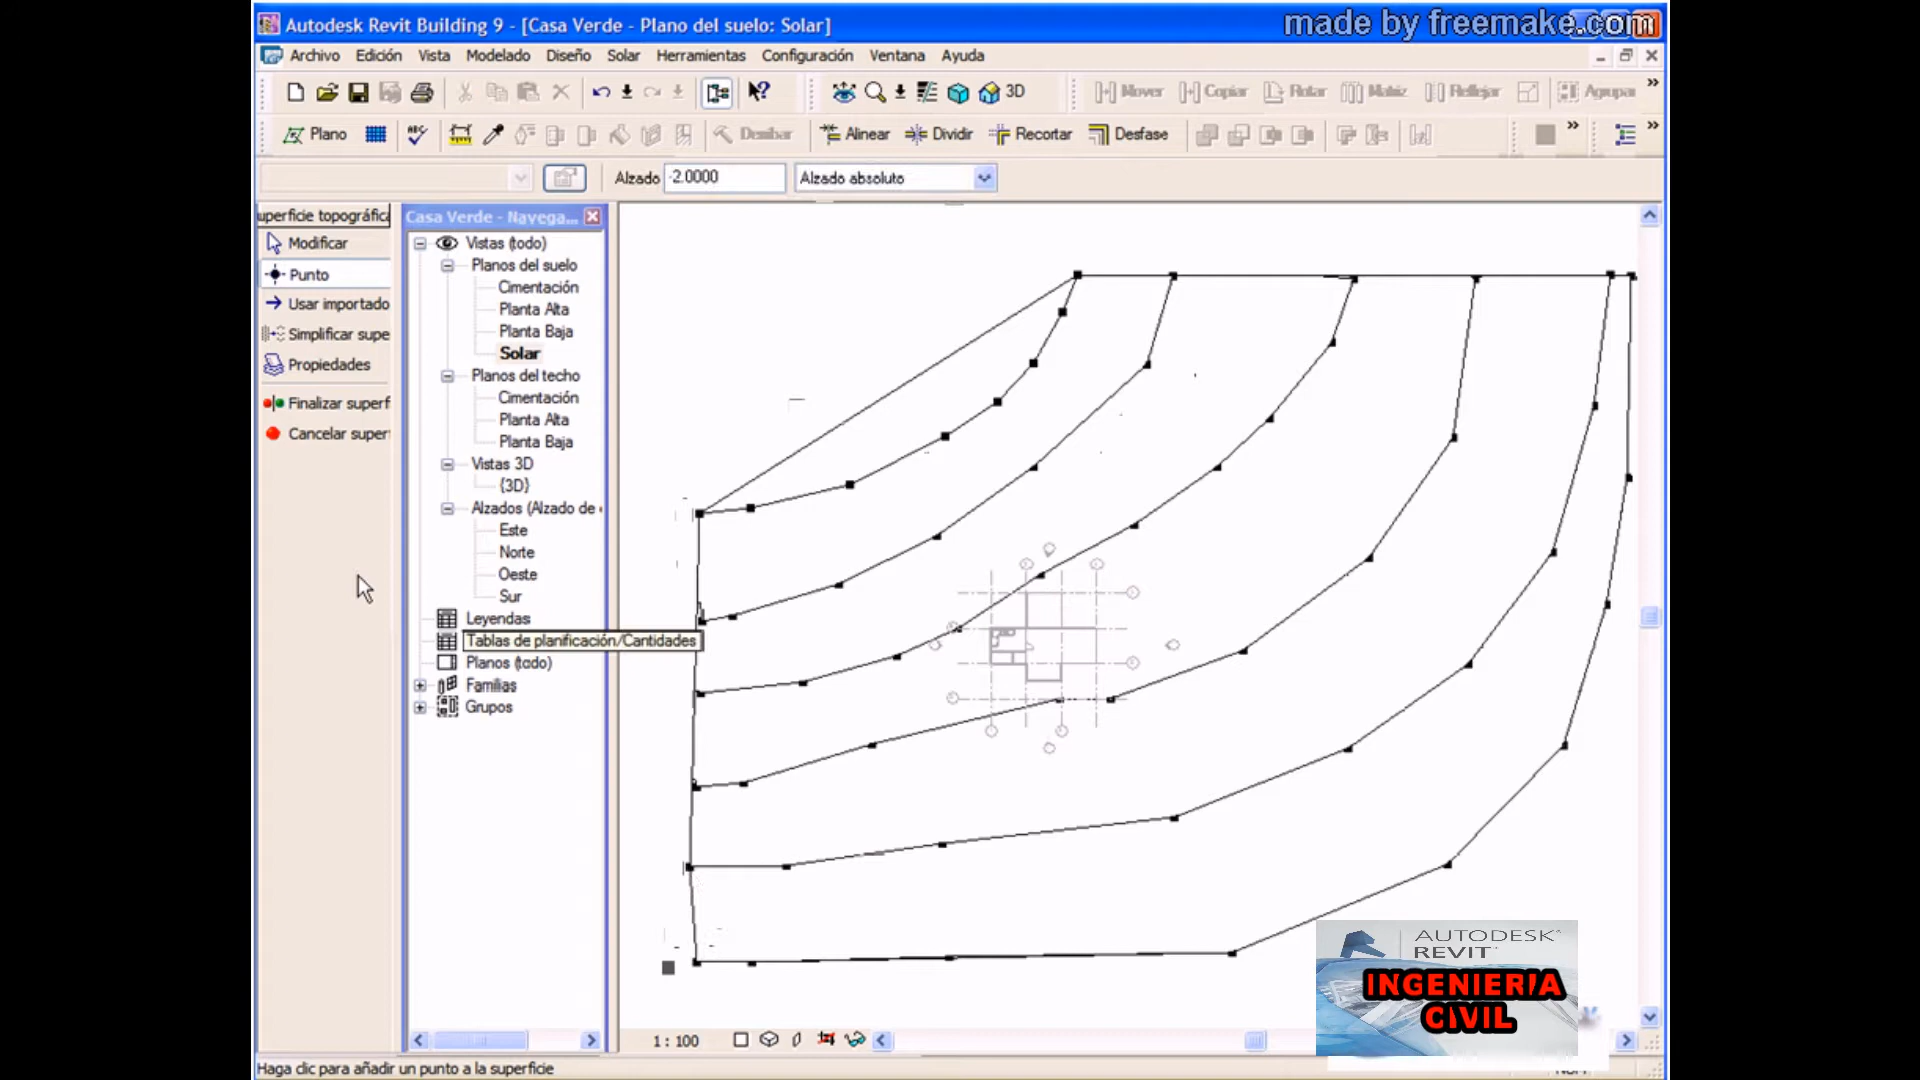 Autodesk Revit Building 9 - [Casa Verde - Plano del suelo: Solar]
made by freemake.com
Archivo Edición Vista Modelado Diseño Solar Herramientas Configuración Ventana Ayuda
3D Mover Copiar Rotar Matriz Reflejar Agrupar
Plano Derribar Alinear Dividir Recortar Desfase
Alzado -2.0000 Alzado absoluto
uperficie topográfica
Modificar
Punto
Usar importado
Simplificar supe
Propiedades
Finalizar superf
Cancelar super
Casa Verde - Navega...
Vistas (todo)
Planos del suelo
Cimentación
Planta Alta
Planta Baja
Solar
Planos del techo
Cimentación
Planta Alta
Planta Baja
Vistas 3D
{3D}
Alzados (Alzado de
Este
Norte
Oeste
Sur
Leyendas
Tablas de planificación/Cantidades
Planos (todo)
Familias
Grupos
AUTODESK
REVIT
INGENIERIA
CIVIL
1 : 100
Haga clic para añadir un punto a la superficie